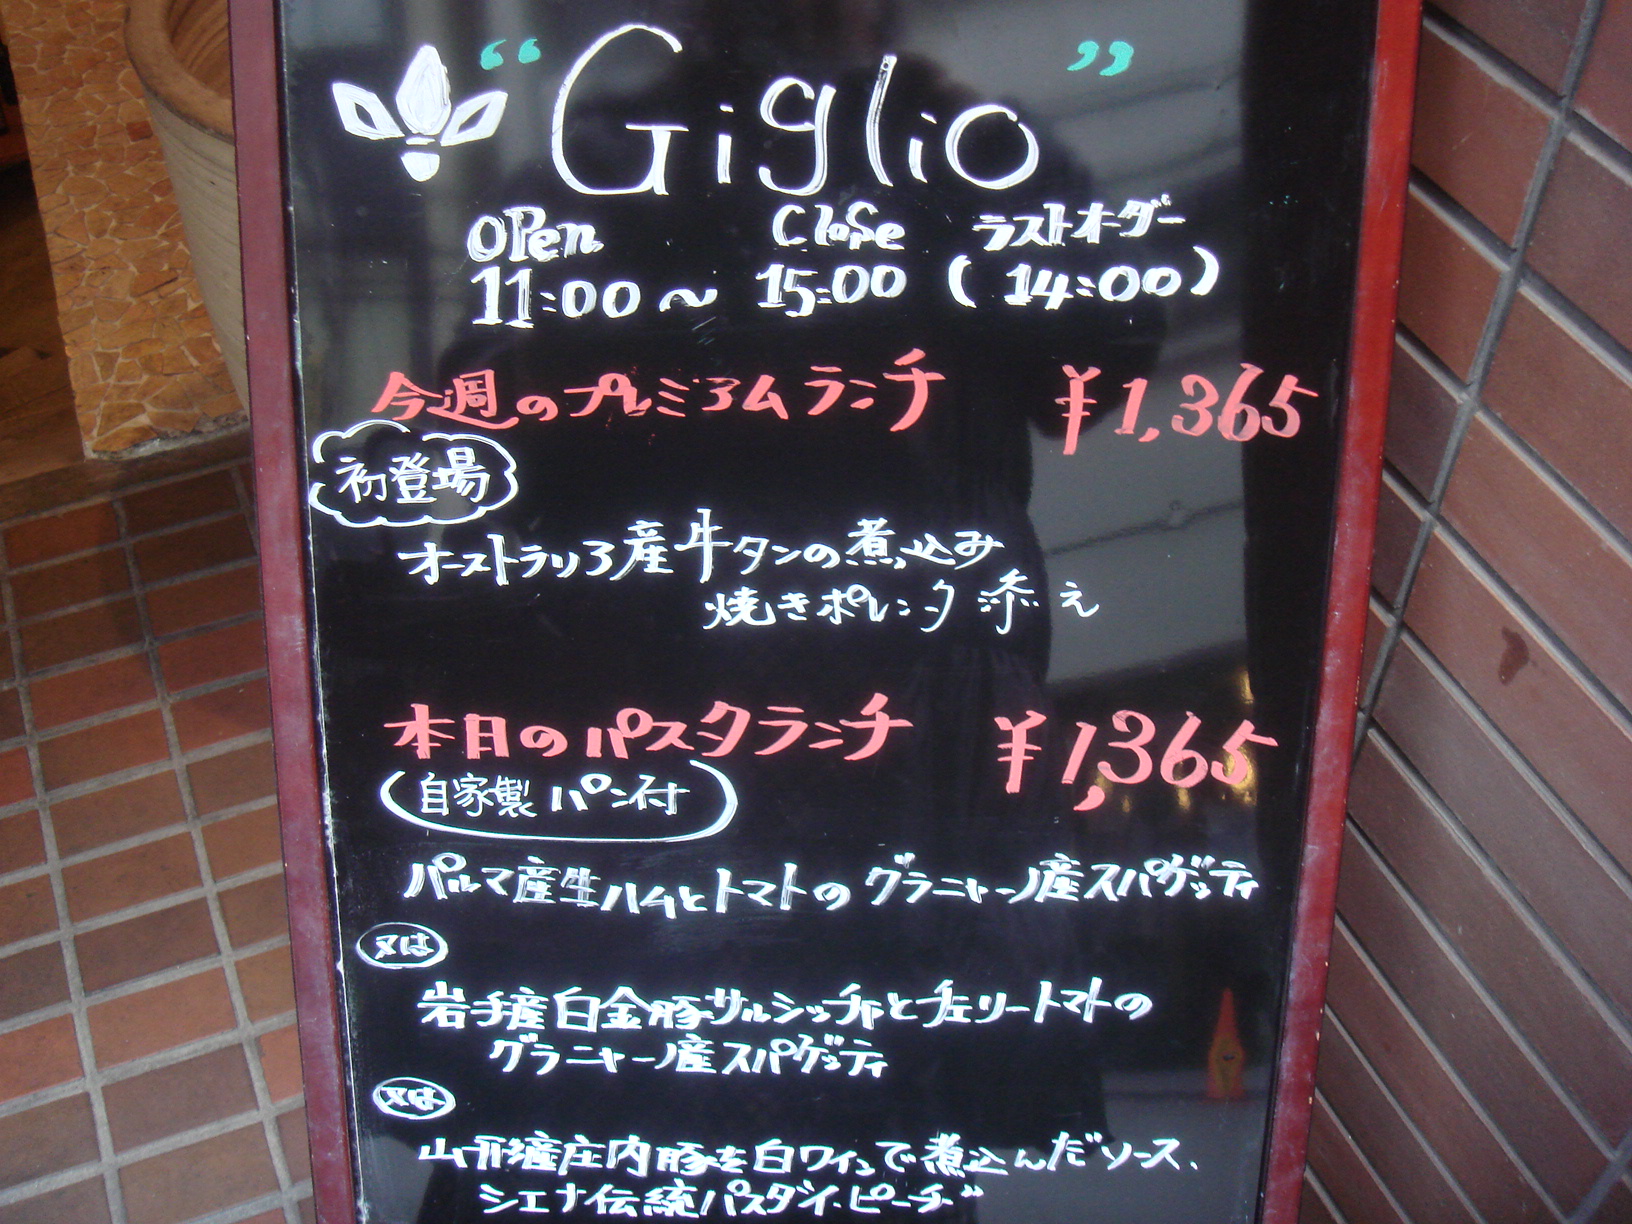 “Giglio”
OPen Close ラストオーダー
11:00 ~ 15:00 (14:00)
今週のプレミアムランチ ¥1,365
初登場
オーストラリア産牛タンの煮込み
焼きポレンタ添え
本日のパスタランチ ¥1,365
(自家製パン付)
パルマ産生ハムとトマトのグラニャーノ産スパゲッティ
又は
岩手産白金豚サルシッチャとチェリートマトの
グラニャーノ産スパゲッティ
又は
山形産庄内豚を白ワインで煮込んだソース、
シエナ伝統パスタ・イ・ピーチ"